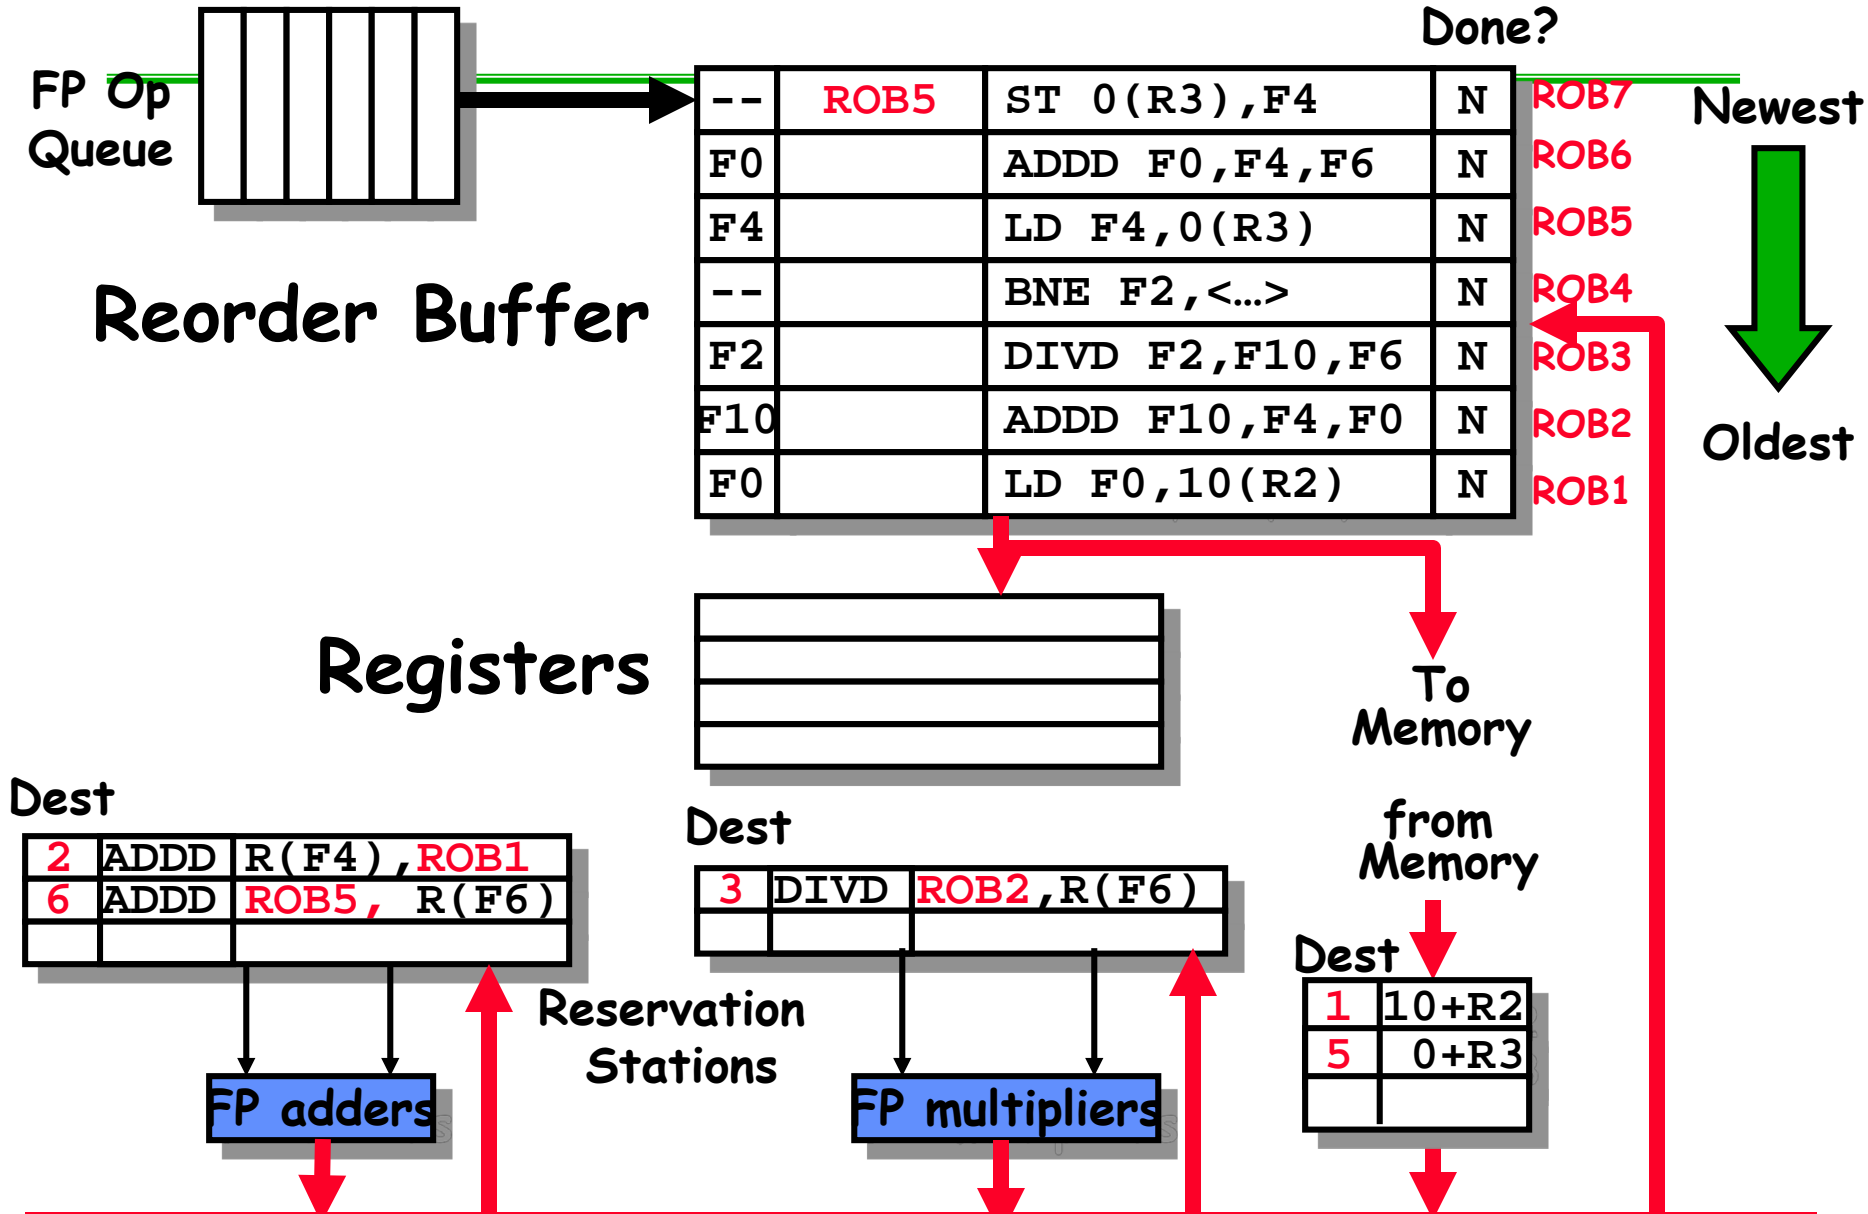 Done?
FP Op
Queue
-- ROB5 ST 0(R3),F4 N ROB7
F0 ADDD F0,F4,F6 N ROB6
F4 LD F4,0(R3) N ROB5
-- BNE F2,<…> N ROB4
F2 DIVD F2,F10,F6 N ROB3
F10 ADDD F10,F4,F0 N ROB2
F0 LD F0,10(R2) N ROB1
Newest
Oldest
Reorder Buffer
Registers
To
Memory
from
Memory
Dest
2 ADDD R(F4),ROB1
6 ADDD ROB5, R(F6)
Dest
3 DIVD ROB2,R(F6)
Dest
1 10+R2
5 0+R3
Reservation
Stations
FP adders
FP multipliers